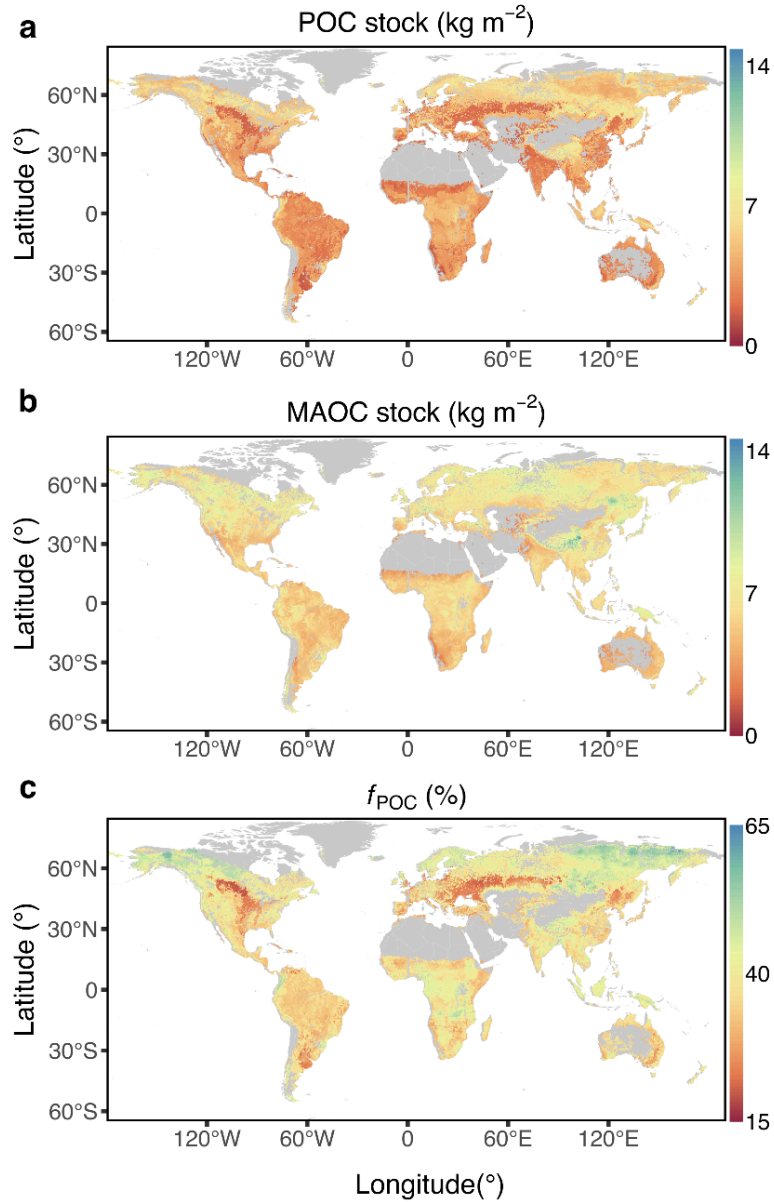 a
POC stock (kg m⁻²)
14
7
0
60°N
30°N
0
30°S
60°S
Latitude (°)
120°W 60°W 0 60°E 120°E
b
MAOC stock (kg m⁻²)
14
7
0
60°N
30°N
0
30°S
60°S
Latitude (°)
120°W 60°W 0 60°E 120°E
c
fPOC (%)
65
40
15
60°N
30°N
0
30°S
60°S
Latitude (°)
120°W 60°W 0 60°E 120°E
Longitude(°)